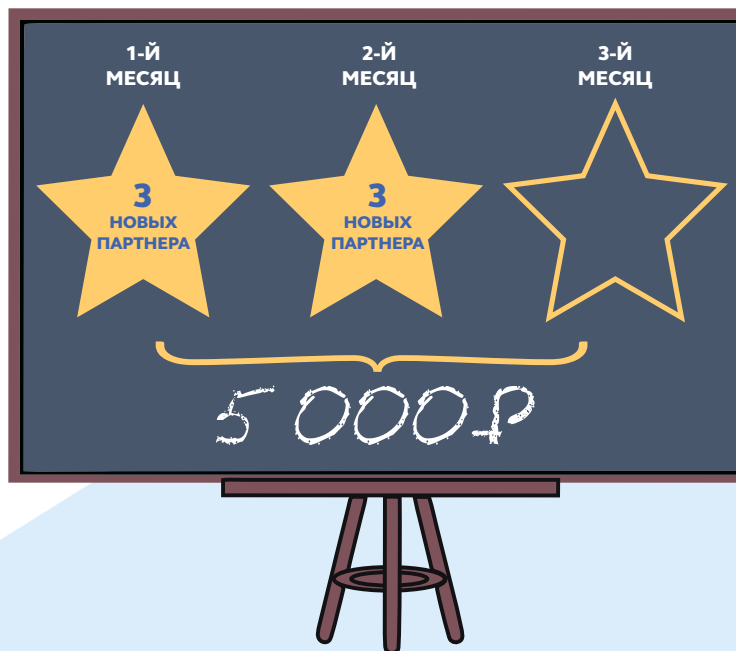 1-Й
МЕСЯЦ
2-Й
МЕСЯЦ
3-Й
МЕСЯЦ
3
НОВЫХ
ПАРТНЕРА
3
НОВЫХ
ПАРТНЕРА
5 000₽